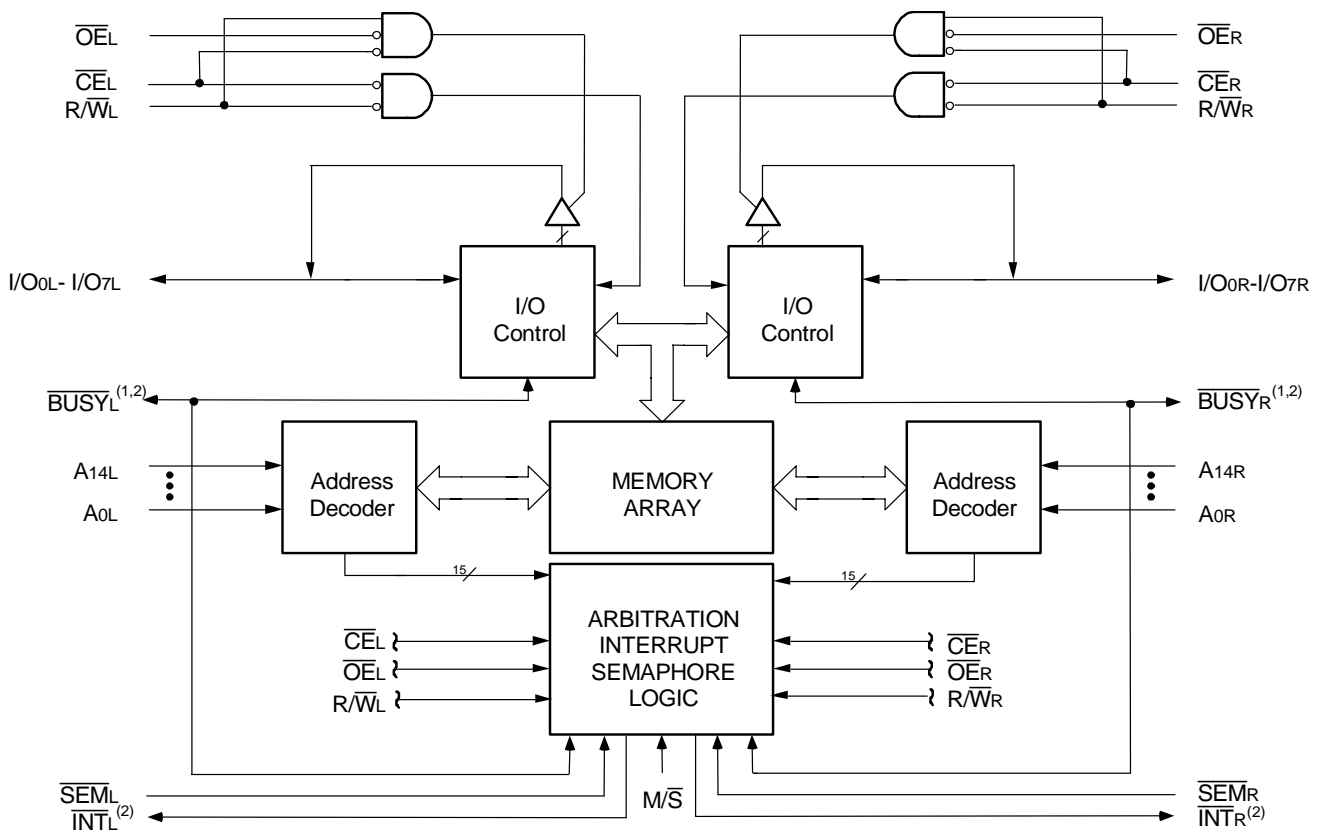 OEL
OER
CEL
CER
R/WL
R/WR
I/O0L- I/O7L
I/O
Control
I/O
Control
I/O0R-I/O7R
BUSYL(1,2)
BUSYR(1,2)
A14L
A0L
Address
Decoder
MEMORY
ARRAY
Address
Decoder
A14R
A0R
15
15
ARBITRATION
INTERRUPT
SEMAPHORE
LOGIC
CEL
OEL
R/WL
CER
OER
R/WR
M/S
SEML
INTL(2)
SEMR
INTR(2)